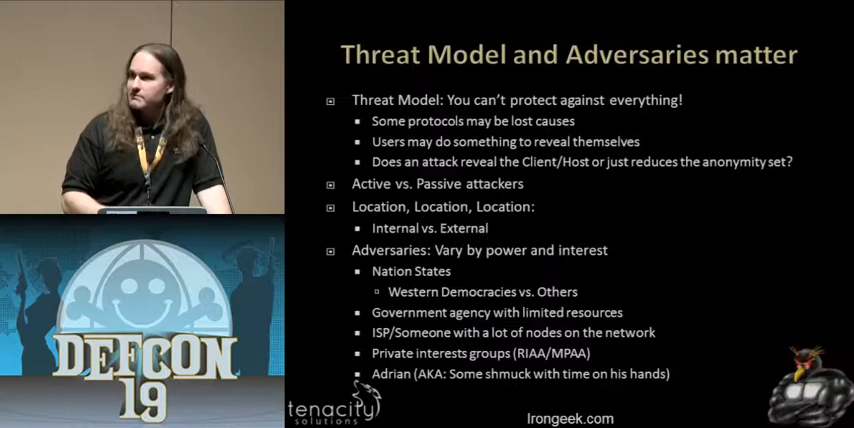 Threat Model and Adversaries matter
Threat Model: You can't protect against everything!
Some protocols may be lost causes
Users may do something to reveal themselves
Does an attack reveal the Client/Host or just reduces the anonymity set?
Active vs. Passive attackers
Location, Location, Location:
Internal vs. External
Adversaries: Vary by power and interest
Nation States
Western Democracies vs. Others
Government agency with limited resources
ISP/Someone with a lot of nodes on the network
Private interests groups (RIAA/MPAA)
Adrian (AKA: Some shmuck with time on his hands)
DEFCON
19
tenacity
solutions
Irongeek.com